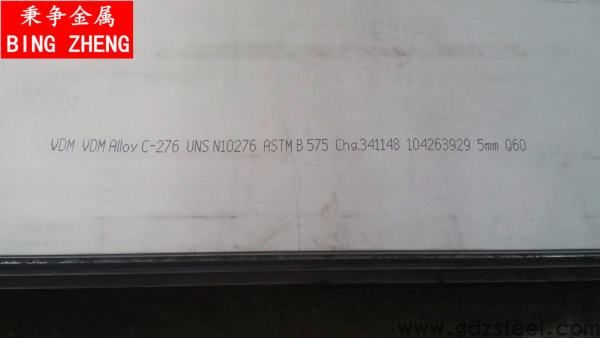 秉争金属
BING ZHENG
VDM VDM Alloy C-276 UNS N10276 ASTM B 575 Chg.341148 104263929 5mm Q60
www.gdzsteel.com